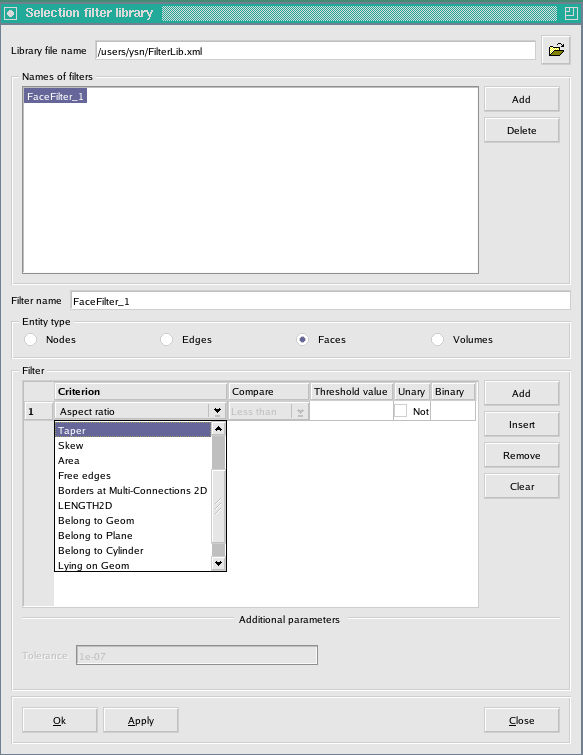 Selection filter library
Library file name /users/ysn/FilterLib.xml
Names of filters
FaceFilter_1
Add
Delete
Filter name FaceFilter_1
Entity type
Nodes Edges Faces Volumes
Filter
Criterion Compare Threshold value Unary Binary
1 Aspect ratio Less than Not
Add
Insert
Remove
Clear
Taper
Skew
Area
Free edges
Borders at Multi-Connections 2D
LENGTH2D
Belong to Geom
Belong to Plane
Belong to Cylinder
Lying on Geom
Additional parameters
Tolerance 1e-07
Ok Apply Close